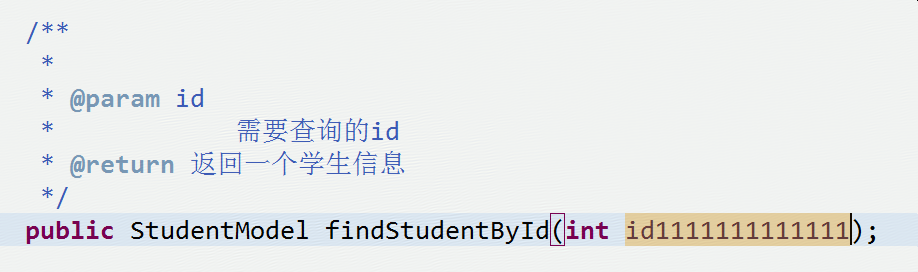 /**
 *
 * @param id
 *            需要查询的id
 * @return 返回一个学生信息
 */
public StudentModel findStudentById(int id1111111111111);